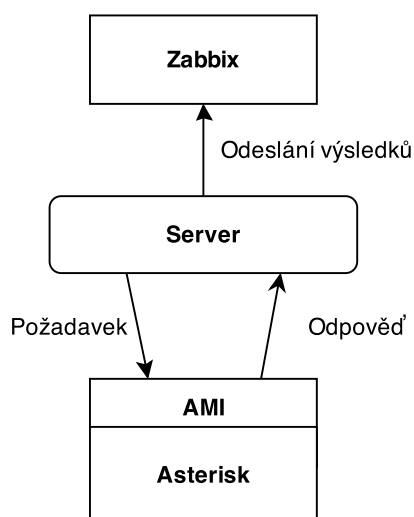 Zabbix
Odeslání výsledků
Server
Požadavek
Odpověď
AMI
Asterisk